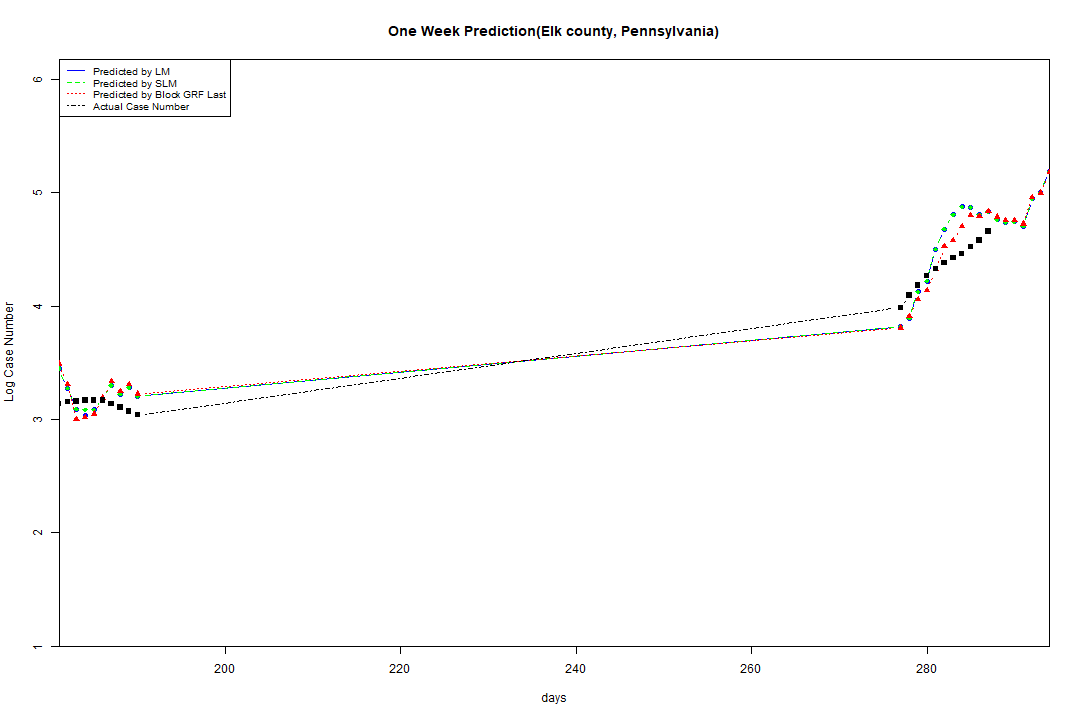 One Week Prediction(Elk county, Pennsylvania)
Predicted by LM
Predicted by SLM
Predicted by Block GRF Last
Actual Case Number
6
5
4
3
2
1
Log Case Number
200
220
240
260
280
days